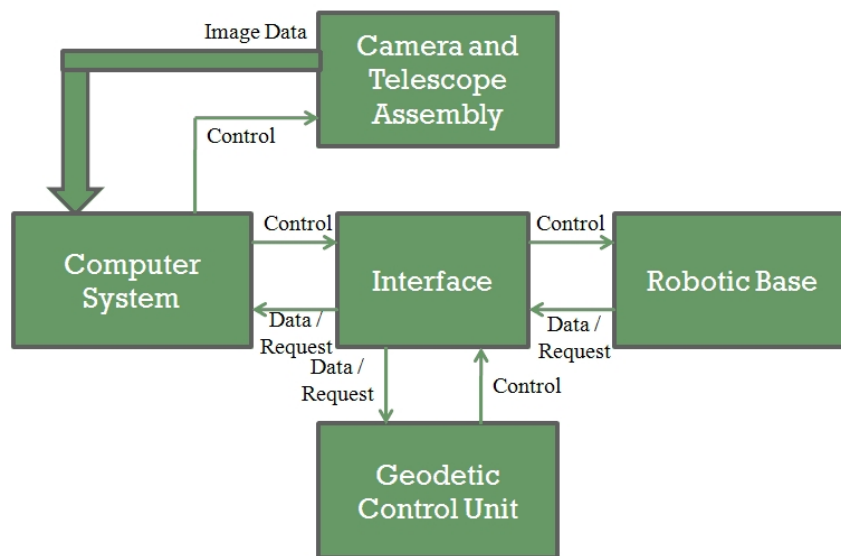 Image Data
Camera and
Telescope
Assembly
Control
Computer
System
Control
Interface
Control
Robotic Base
Data /
Request
Data /
Request
Data /
Request
Control
Geodetic
Control Unit